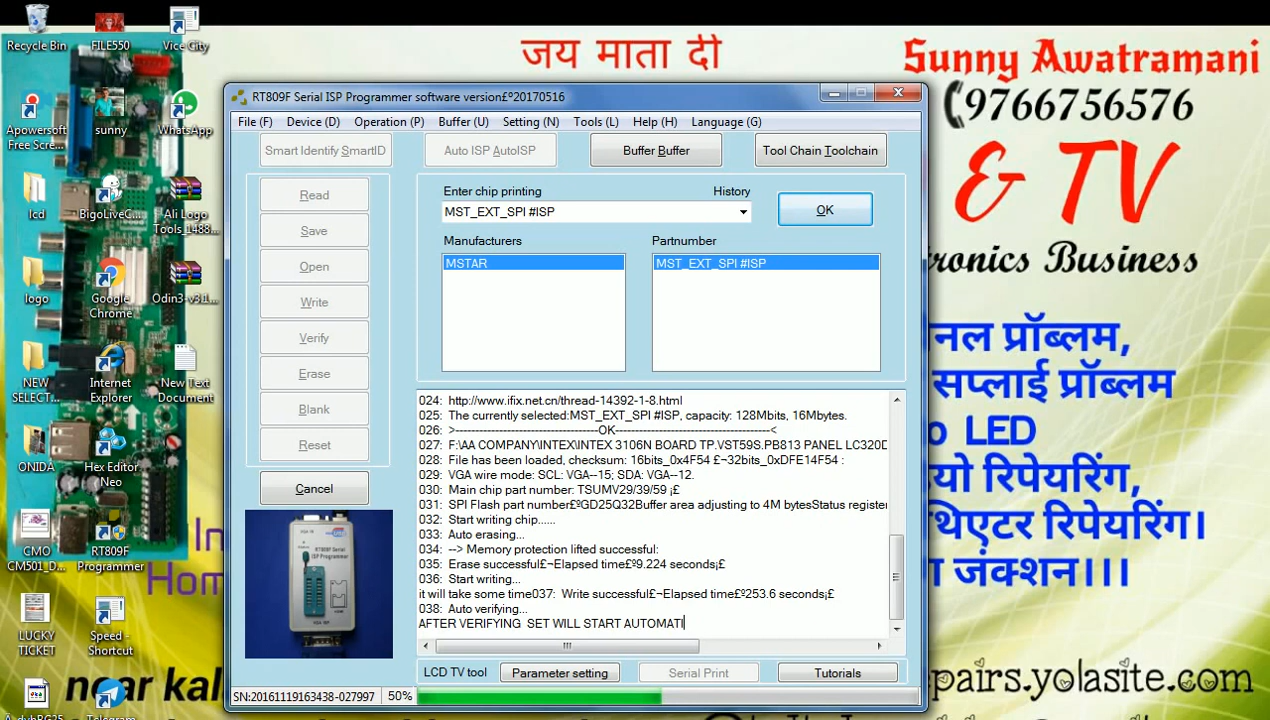 जय माता दी
Sunny Awatramani
9766756576
& TV
ronics Business
नल प्रॉब्लम,
सप्लाई प्रॉब्लम
LED
यो रिपेयरिंग,
थिएटर रिपेयरिंग।
जंक्शन।।।
near kal
pairs.yolasite.com
Recycle Bin
FILE550
Vice City
Apowersoft
Free Scre...
sunny
WhatsApp
lcd
BigoLiveC...
Ali Logo
Tools_1488...
logo
Google
Chrome
Odin3-v3.1...
NEW
SELECT...
Internet
Explorer
New Text
Document
ONIDA
Hex Editor
Neo
CMO
CM501_D...
RT809F
Programmer
LUCKY
TICKET
Speed -
Shortcut
Telegram
RT809F Serial ISP Programmer software version£º20170516
File (F) Device (D) Operation (P) Buffer (U) Setting (N) Tools (L) Help (H) Language (G)
Smart Identify SmartID
Auto ISP AutoISP
Buffer Buffer
Tool Chain Toolchain
Read
Save
Open
Write
Verify
Erase
Blank
Reset
Cancel
Enter chip printing
History
MST_EXT_SPI #ISP
OK
Manufacturers
Partnumber
MSTAR
MST_EXT_SPI #ISP
024: http://www.ifix.net.cn/thread-14392-1-8.html
025: The currently selected:MST_EXT_SPI #ISP, capacity: 128Mbits, 16Mbytes.
026: >------------------------------------OK------------------------------------<
027: F:\AA COMPANY\INTEX\INTEX 3106N BOARD TP.VST59S.PB813 PANEL LC320D
028: File has been loaded, checksum: 16bits_0x4F54 £¬32bits_0xDFE14F54 :
029: VGA wire mode: SCL: VGA--15; SDA: VGA--12.
030: Main chip part number: TSUMV29/39/59 ¡£
031: SPI Flash part number£ºGD25Q32Buffer area adjusting to 4M bytesStatus register
032: Start writing chip......
033: Auto erasing...
034: --> Memory protection lifted successful:
035: Erase successful£¬Elapsed time£º9.224 seconds¡£
036: Start writing...
it will take some time037: Write successful£¬Elapsed time£º253.6 seconds¡£
038: Auto verifying...
AFTER VERIFYING SET WILL START AUTOMATI
RT809F Serial
ISP Programmer
LCD TV tool
Parameter setting
Serial Print
Tutorials
SN:20161119163438-027997
50%